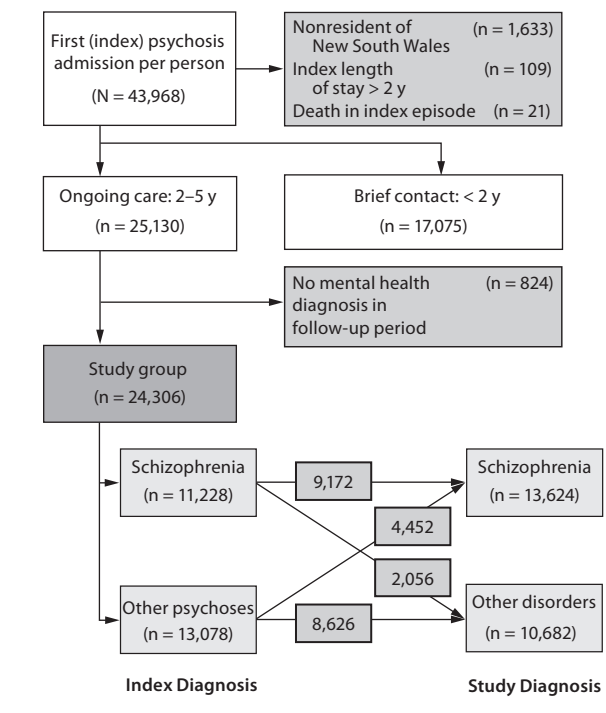 First (index) psychosis
admission per person
(N = 43,968)
Nonresident of (n = 1,633)
New South Wales
Index length (n = 109)
of stay > 2 y
Death in index episode (n = 21)
Ongoing care: 2–5 y
(n = 25,130)
Brief contact: < 2 y
(n = 17,075)
No mental health (n = 824)
diagnosis in
follow-up period
Study group
(n = 24,306)
Schizophrenia
(n = 11,228)
9,172
Schizophrenia
(n = 13,624)
4,452
2,056
Other psychoses
(n = 13,078)
8,626
Other disorders
(n = 10,682)
Index Diagnosis
Study Diagnosis